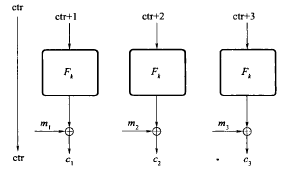 ctr ctr+1 ctr+2 ctr+3
F_k F_k F_k
m_1 m_2 m_3
ctr c_1 c_2 c_3